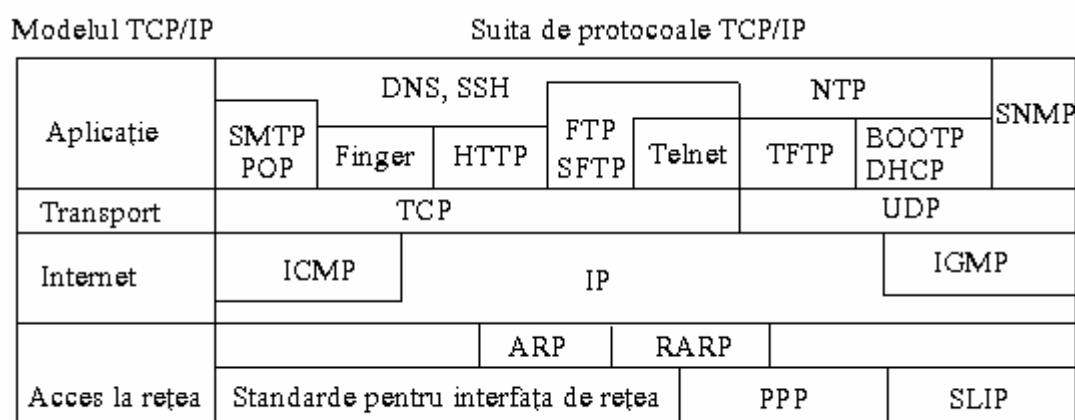 Modelul TCP/IP Suita de protocoale TCP/IP
DNS, SSH NTP
Aplicație SMTP POP Finger HTTP FTP SFTP Telnet TFTP BOOTP DHCP SNMP
Transport TCP UDP
Internet ICMP IP IGMP
ARP RARP
Acces la rețea Standarde pentru interfața de rețea PPP SLIP